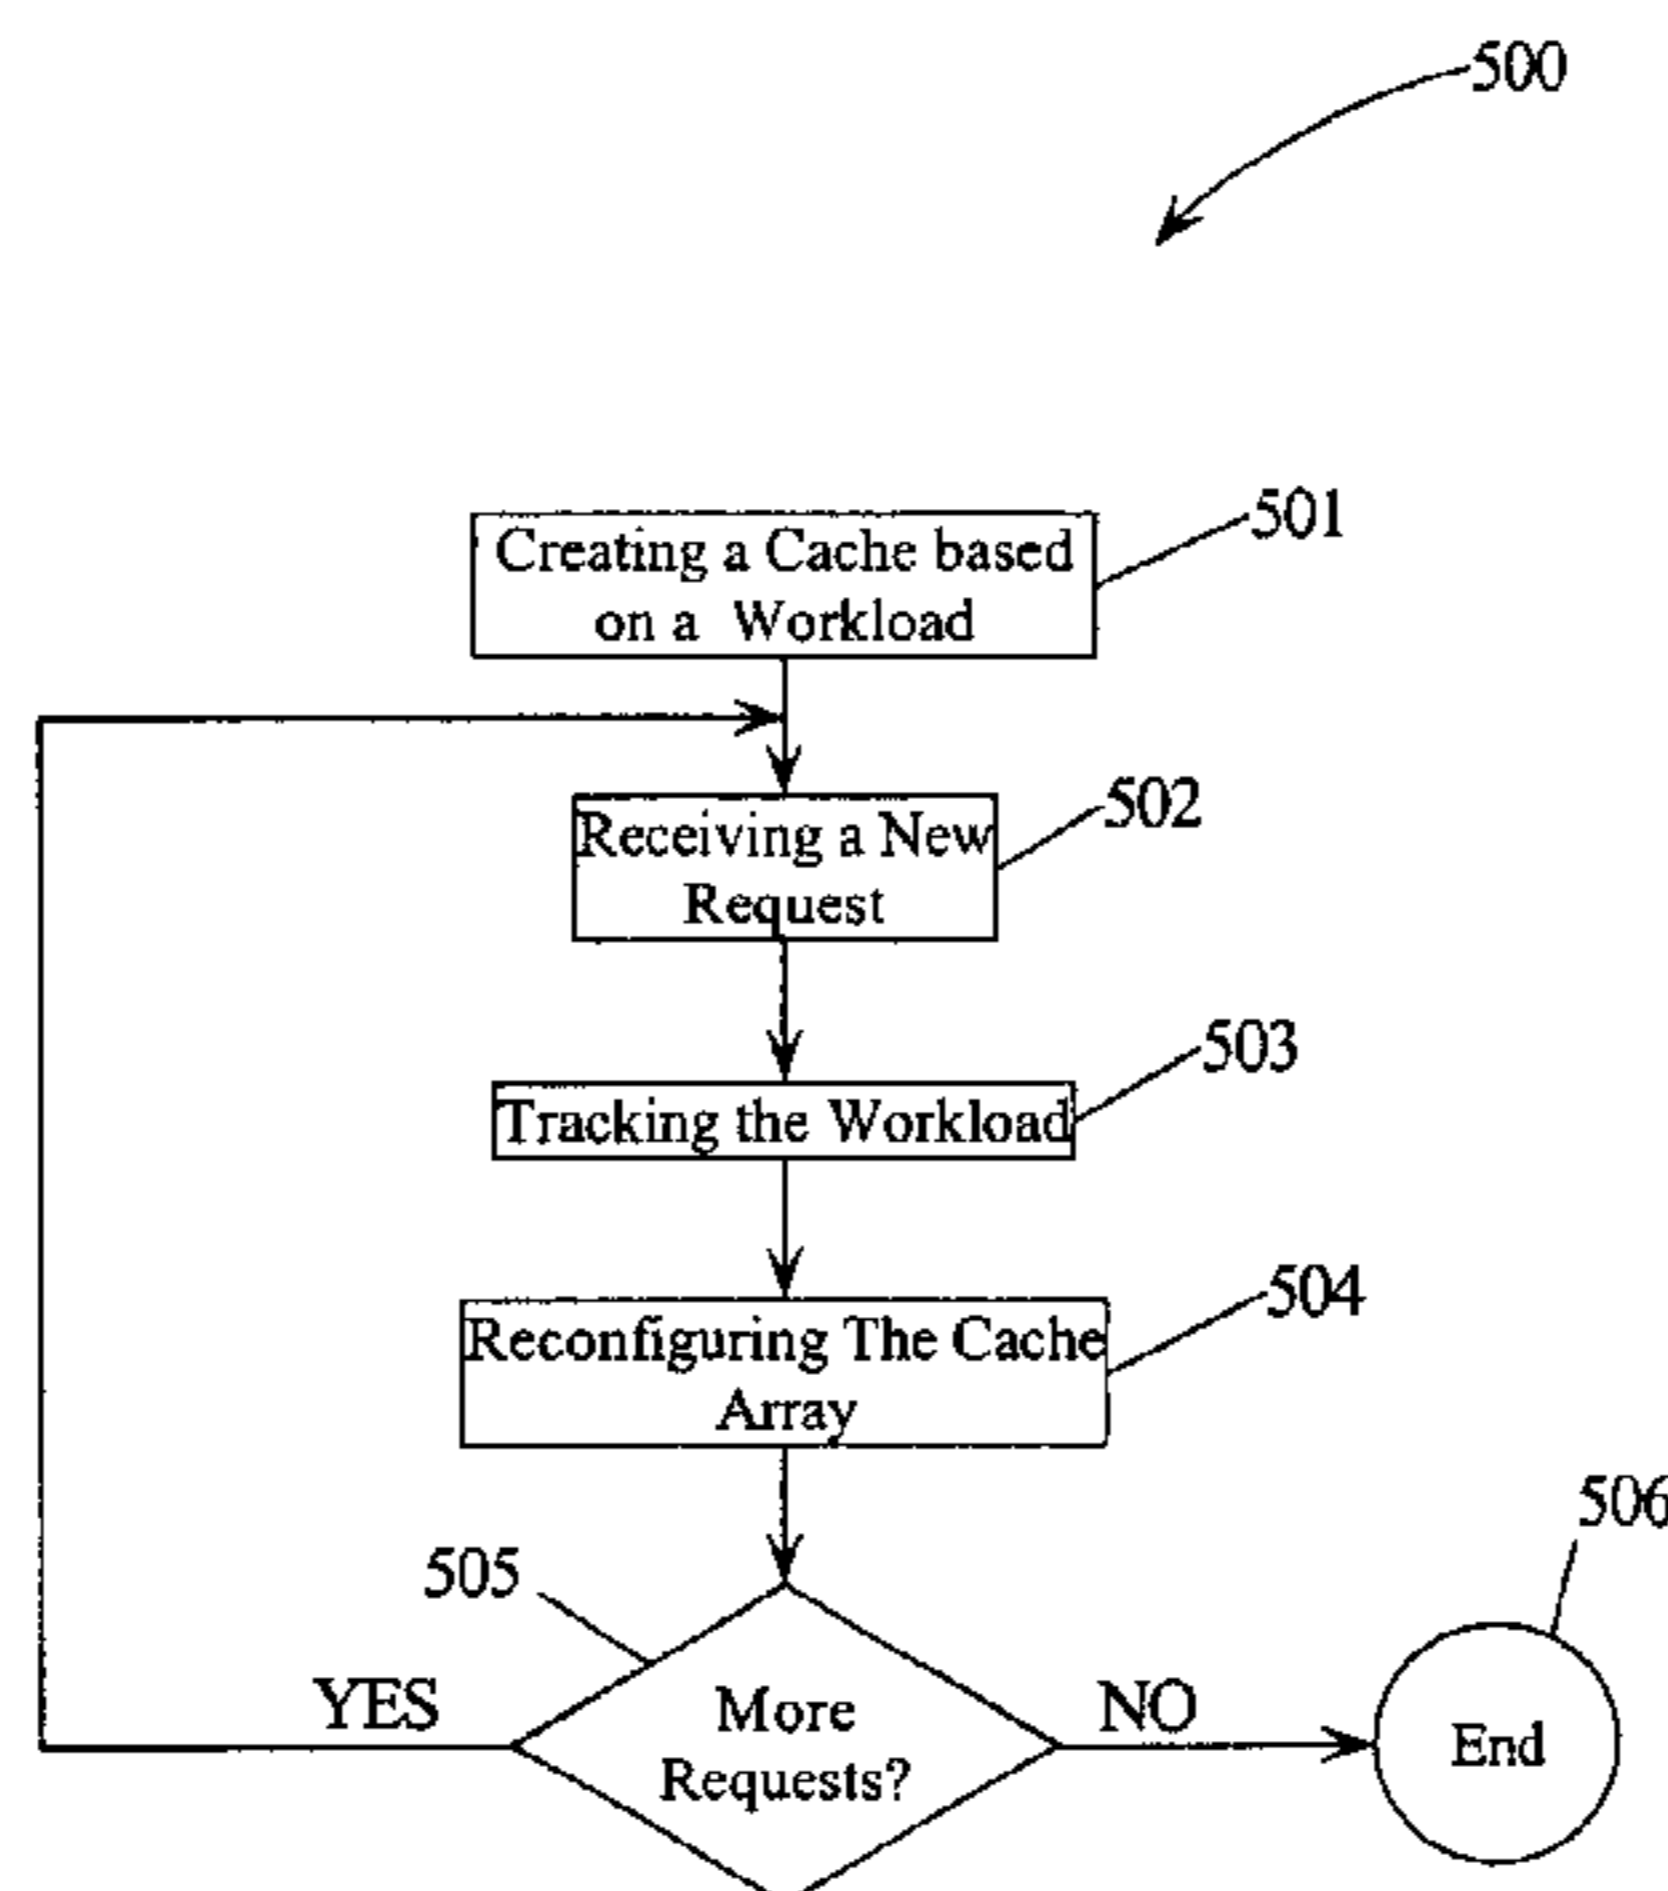 500
Creating a Cache based
on a Workload
501
Receiving a New
Request
502
Tracking the Workload
503
Reconfiguring The Cache
Array
504
505
506
YES
More
Requests?
NO
End